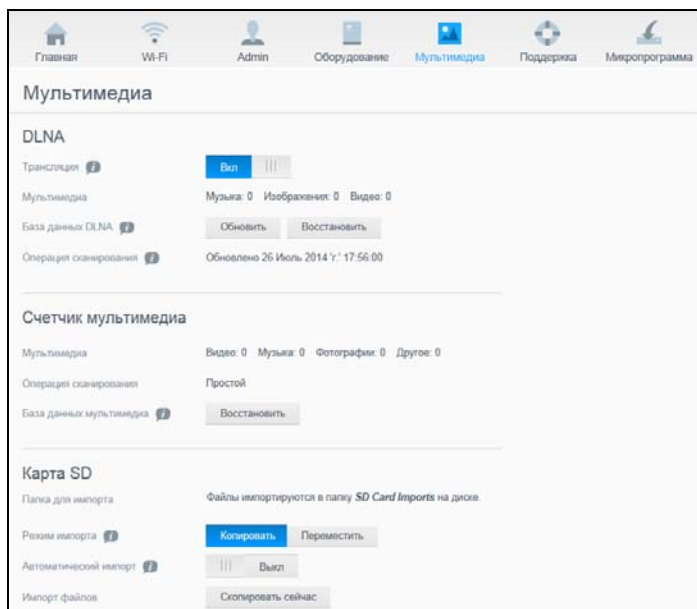 Главная Wi-Fi Admin Оборудование Мультимедиа Поддержка Микропрограмма
Мультимедиа
DLNA
Трансляция Вкл
Мультимедиа Музыка: 0 Изображения: 0 Видео: 0
База данных DLNA Обновить Восстановить
Операция сканирования Обновлено 26 Июль 2014 'г.' 17:56:00
Счетчик мультимедиа
Мультимедиа Видео: 0 Музыка: 0 Фотографии: 0 Другое: 0
Операция сканирования Простой
База данных мультимедиа Восстановить
Карта SD
Папка для импорта Файлы импортируются в папку SD Card Imports на диске.
Режим импорта Копировать Переместить
Автоматический импорт Выкл
Импорт файлов Скопировать сейчас